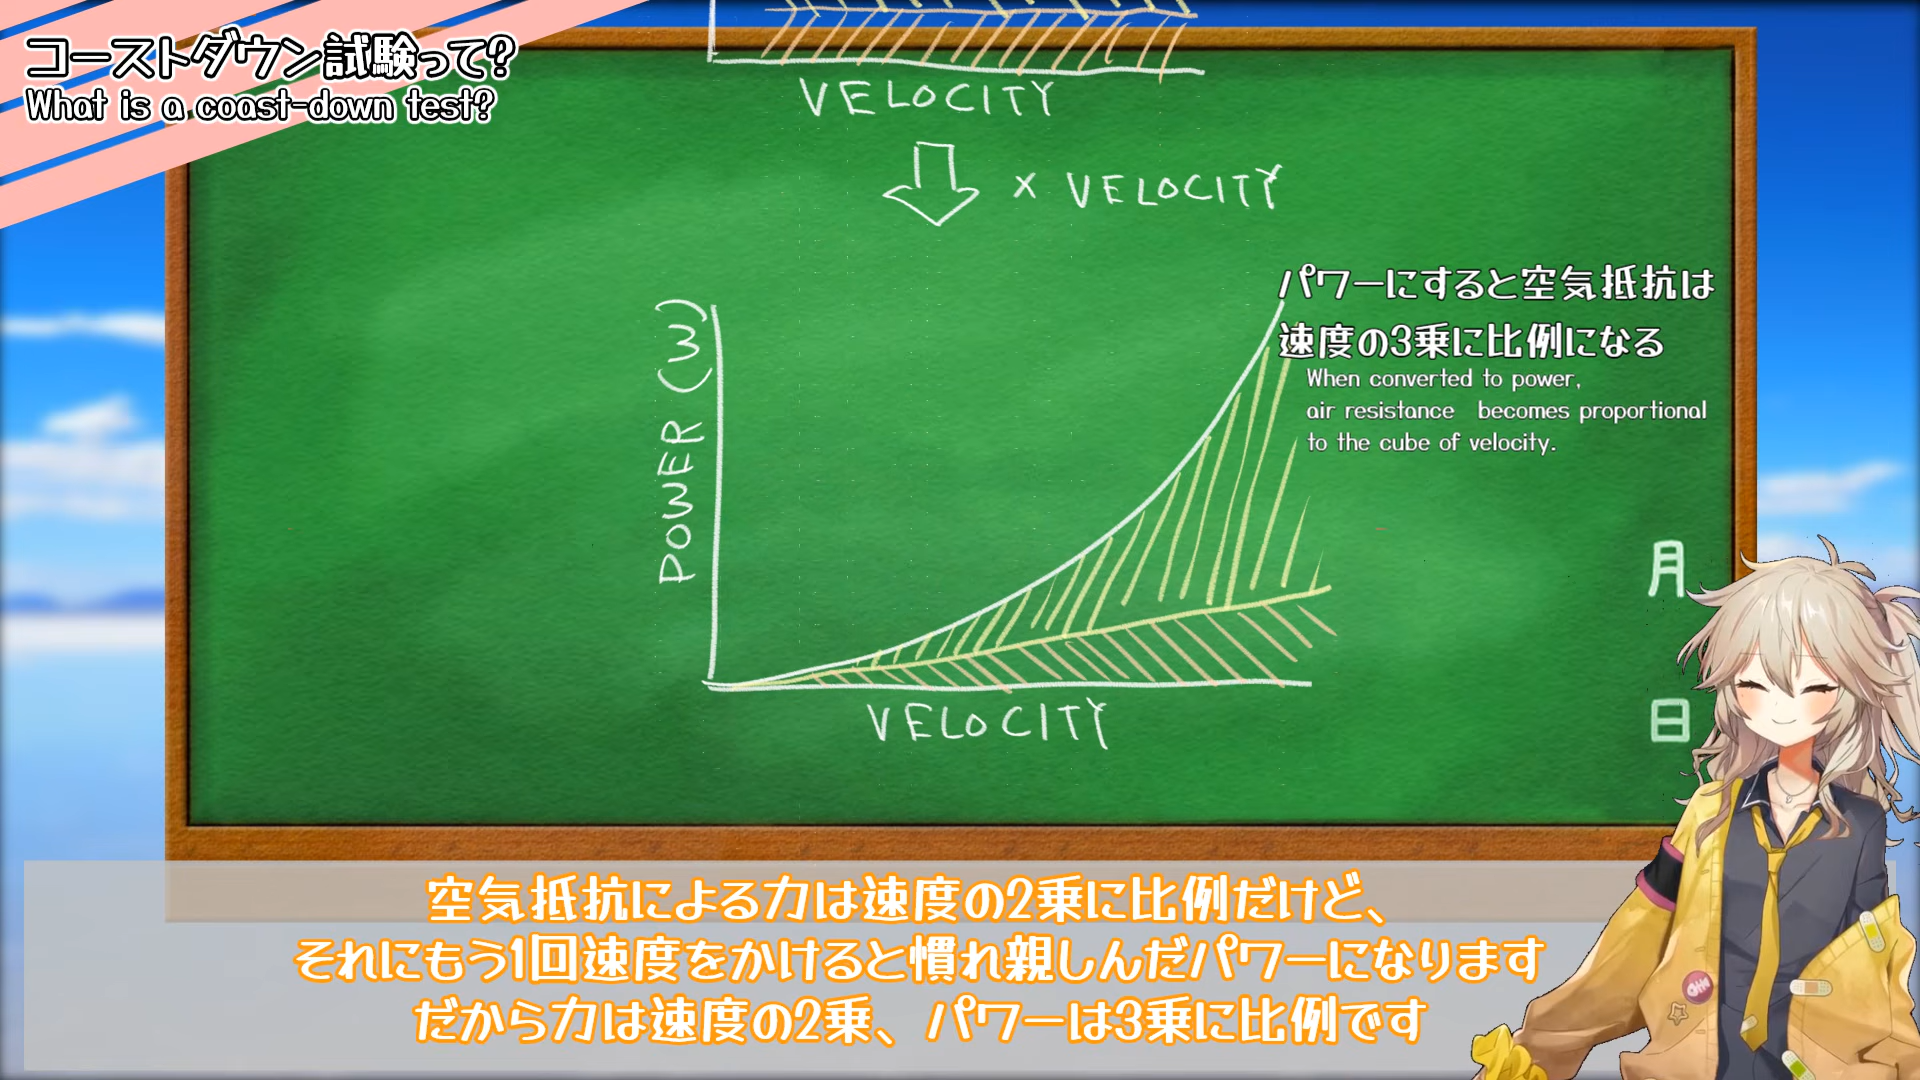 コーストダウン試験って?
What is a coast-down test?
VELOCITY
× VELOCITY
パワーにすると空気抵抗は
速度の3乗に比例になる
When converted to power,
air resistance becomes proportional
to the cube of velocity.
POWER (W)
VELOCITY
月
日
空気抵抗による力は速度の2乗に比例だけど、
それにもう1回速度をかけると慣れ親しんだパワーになります
だから力は速度の2乗、パワーは3乗に比例です